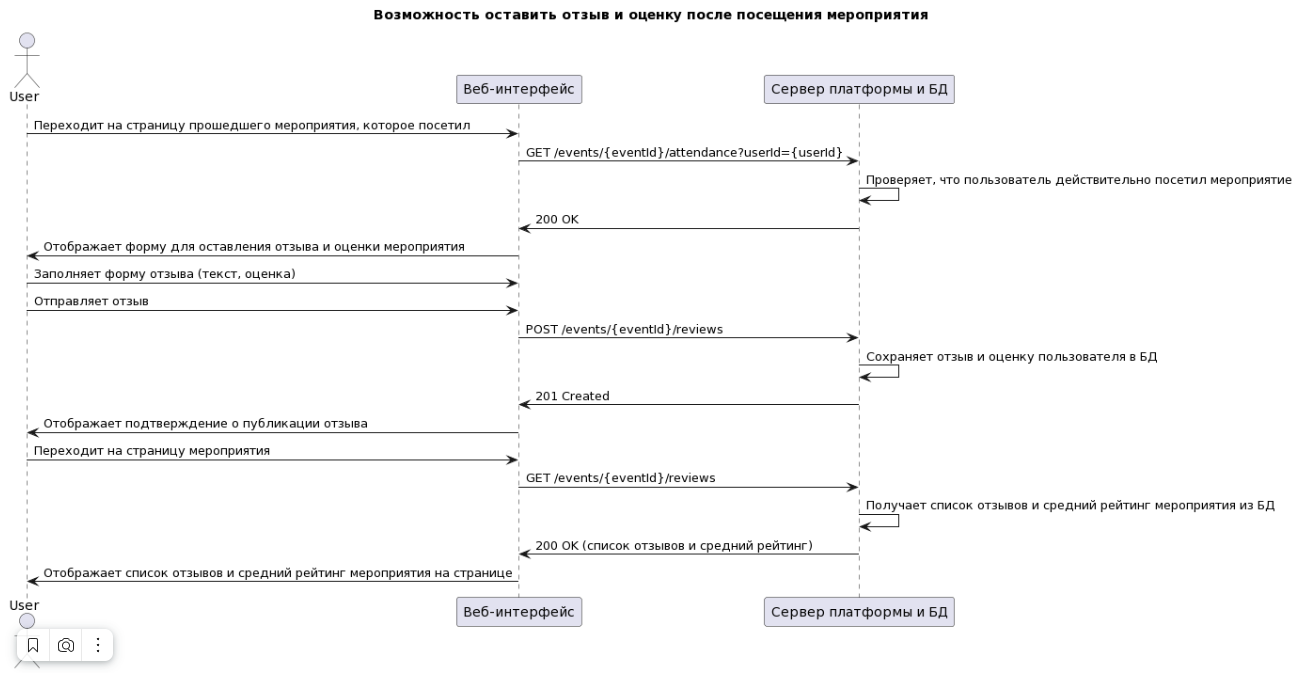 Возможность оставить отзыв и оценку после посещения мероприятия
User
Веб-интерфейс
Сервер платформы и БД
Переходит на страницу прошедшего мероприятия, которое посетил
GET /events/{eventId}/attendance?userId={userId}
Проверяет, что пользователь действительно посетил мероприятие
200 OK
Отображает форму для оставления отзыва и оценки мероприятия
Заполняет форму отзыва (текст, оценка)
Отправляет отзыв
POST /events/{eventId}/reviews
Сохраняет отзыв и оценку пользователя в БД
201 Created
Отображает подтверждение о публикации отзыва
Переходит на страницу мероприятия
GET /events/{eventId}/reviews
Получает список отзывов и средний рейтинг мероприятия из БД
200 OK (список отзывов и средний рейтинг)
Отображает список отзывов и средний рейтинг мероприятия на странице
User
Веб-интерфейс
Сервер платформы и БД